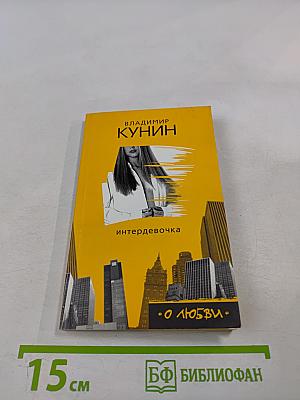 ВЛАДИМИР
КУНИН
интердевочка
• О ЛЮБВИ •
15 см
БФ БИБЛИОФАН